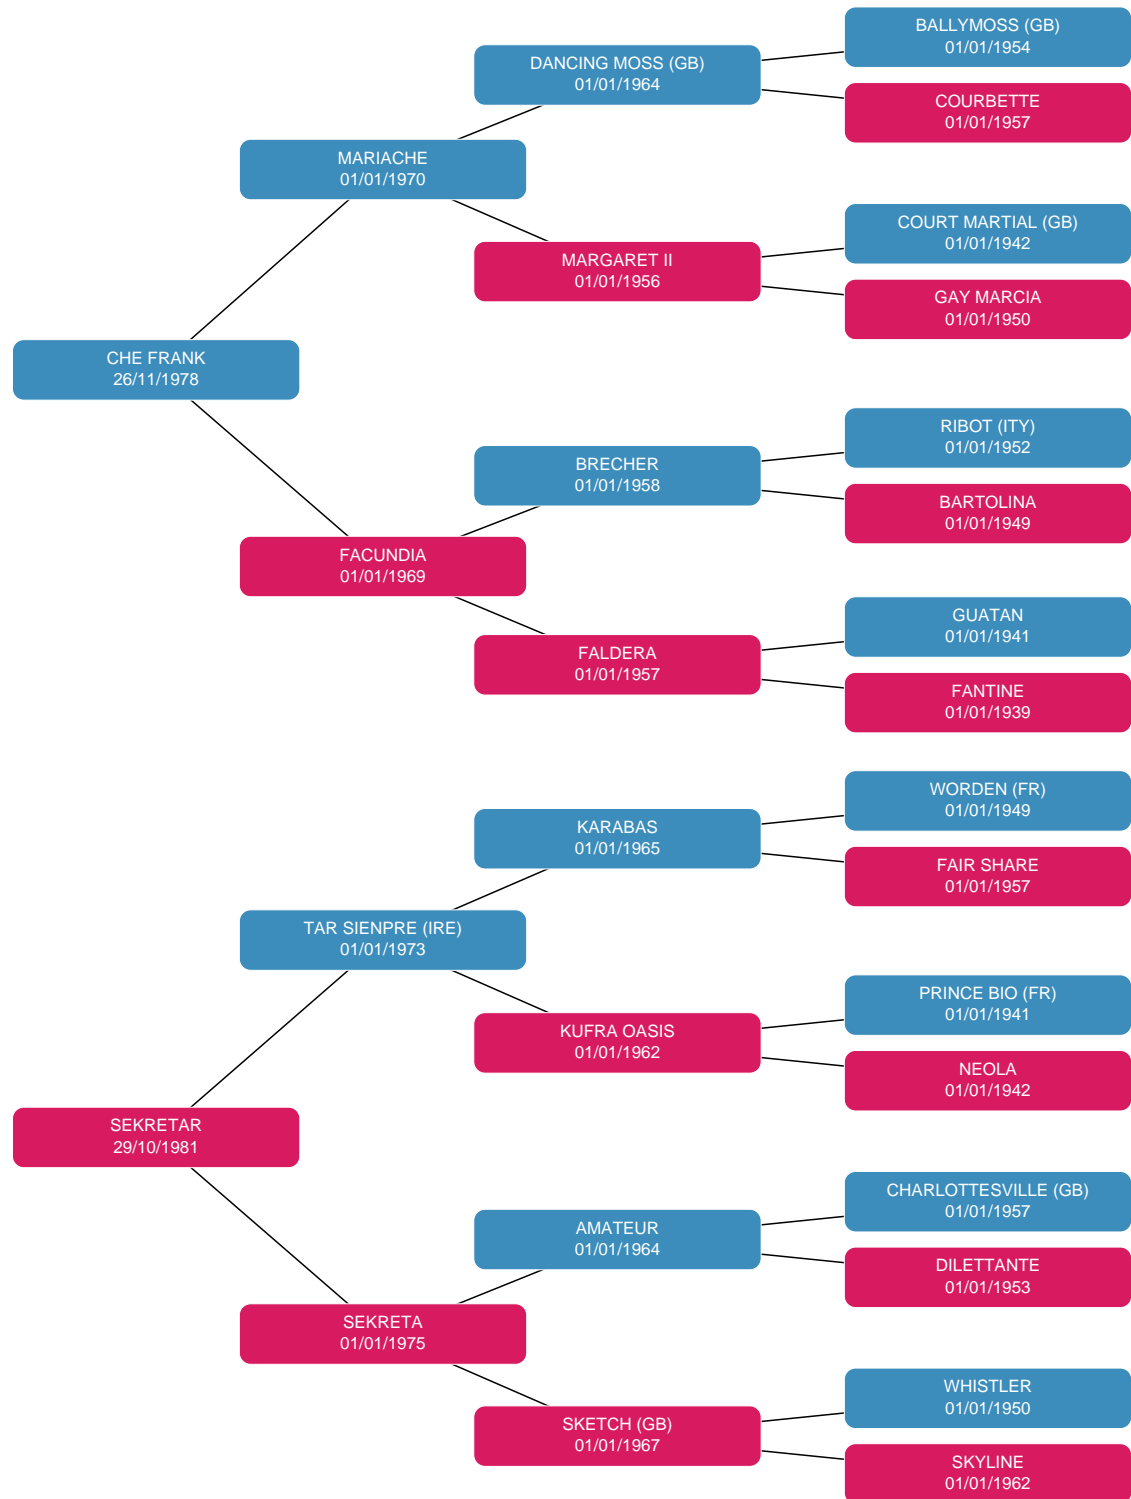 BALLYMOSS (GB)
01/01/1954
DANCING MOSS (GB)
01/01/1964
COURBETTE
01/01/1957
MARIACHE
01/01/1970
COURT MARTIAL (GB)
01/01/1942
MARGARET II
01/01/1956
GAY MARCIA
01/01/1950
CHE FRANK
26/11/1978
RIBOT (ITY)
01/01/1952
BRECHER
01/01/1958
BARTOLINA
01/01/1949
FACUNDIA
01/01/1969
GUATAN
01/01/1941
FALDERA
01/01/1957
FANTINE
01/01/1939
WORDEN (FR)
01/01/1949
KARABAS
01/01/1965
FAIR SHARE
01/01/1957
TAR SIENPRE (IRE)
01/01/1973
PRINCE BIO (FR)
01/01/1941
KUFRA OASIS
01/01/1962
NEOLA
01/01/1942
SEKRETAR
29/10/1981
CHARLOTTESVILLE (GB)
01/01/1957
AMATEUR
01/01/1964
DILETTANTE
01/01/1953
SEKRETA
01/01/1975
WHISTLER
01/01/1950
SKETCH (GB)
01/01/1967
SKYLINE
01/01/1962